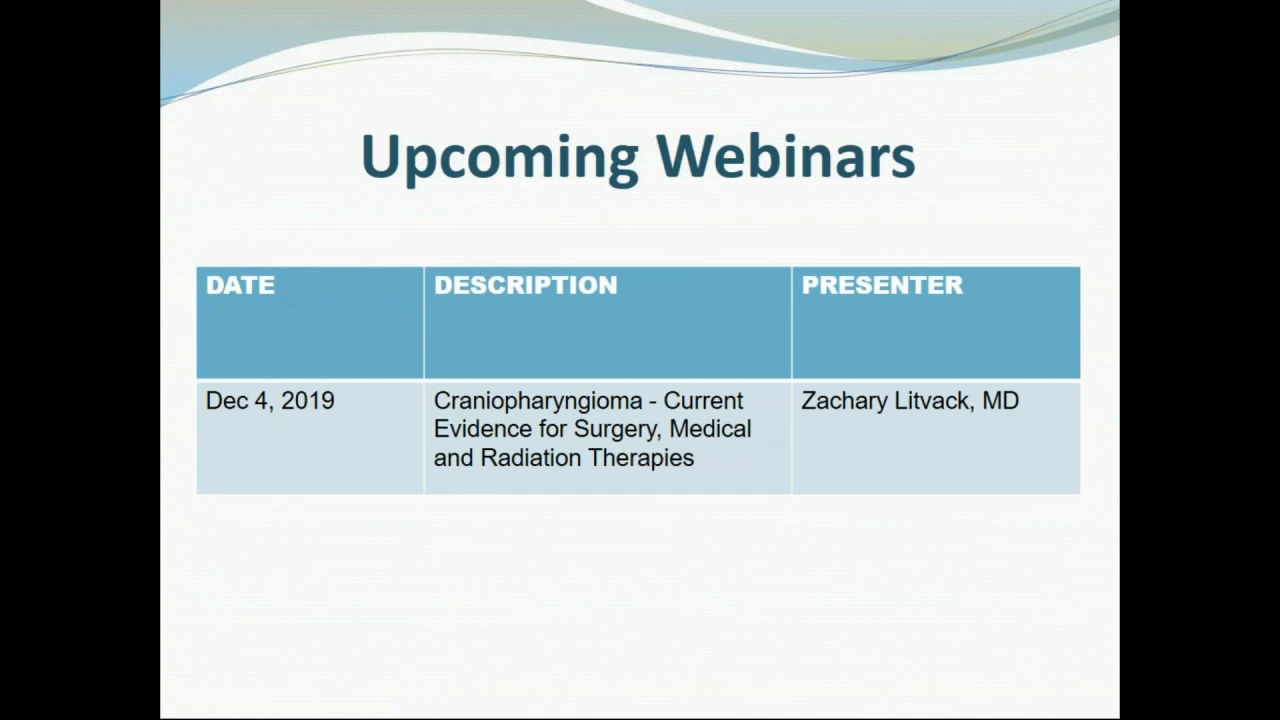 Upcoming Webinars
DATE DESCRIPTION PRESENTER
Dec 4, 2019 Craniopharyngioma - Current Zachary Litvack, MD
Evidence for Surgery, Medical
and Radiation Therapies